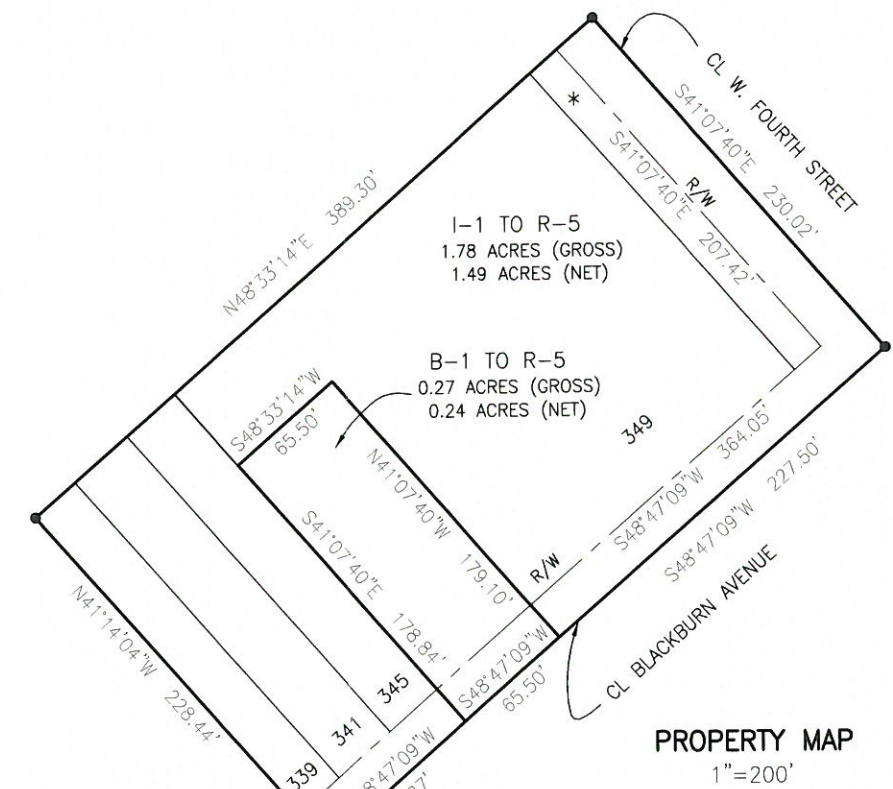 CL W. FOURTH STREET
S41°07'40"E 230.02'
*
R/W
S41°07'40"E 207.42'
N48°33'14"E 389.30'
I-1 TO R-5
1.78 ACRES (GROSS)
1.49 ACRES (NET)
B-1 TO R-5
0.27 ACRES (GROSS)
0.24 ACRES (NET)
S48°33'14"W
65.50'
349
N41°07'40"W 179.10'
S41°07'40"E 178.84'
R/W
S48°47'09"W 364.05'
S48°47'09"W 227.50'
CL BLACKBURN AVENUE
S48°47'09"W
65.50'
N41°14'04"W 228.44'
345
341
339
8°47'09"W
PROPERTY MAP
1"=200'